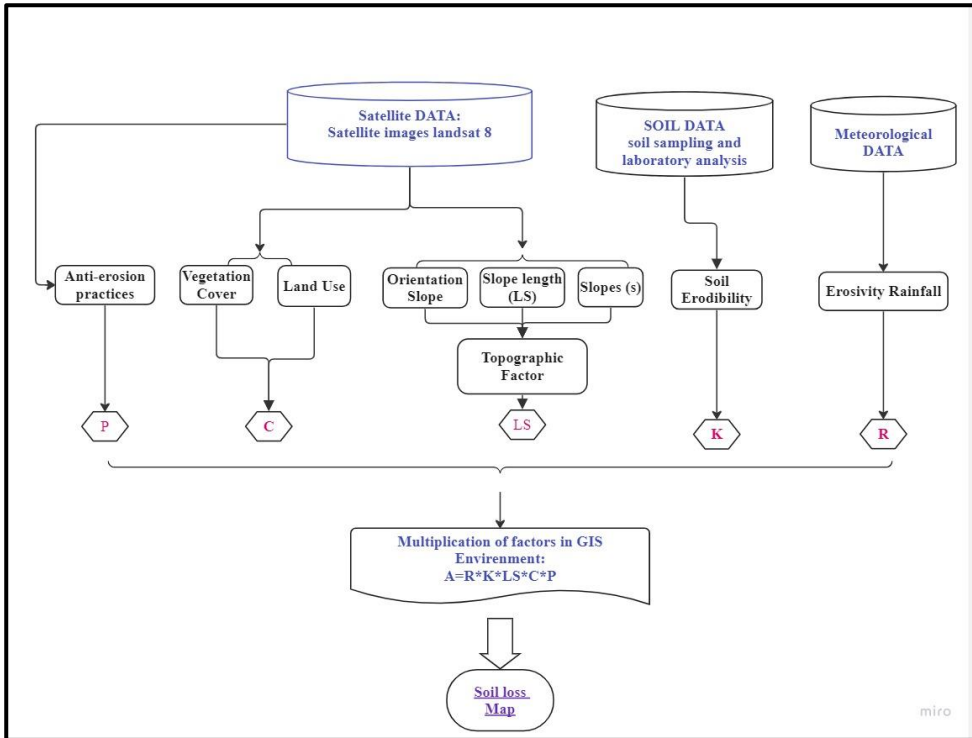 Satellite DATA:
Satellite images landsat 8
SOIL DATA
soil sampling and
laboratory analysis
Meteorological
DATA
Anti-erosion
practices
Vegetation
Cover
Land Use
Orientation
Slope
Slope length
(LS)
Slopes (s)
Soil
Erodibility
Erosivity Rainfall
Topographic
Factor
P
C
LS
K
R
Multiplication of factors in GIS
Envirenment:
A=R*K*LS*C*P
Soil loss
Map
miro